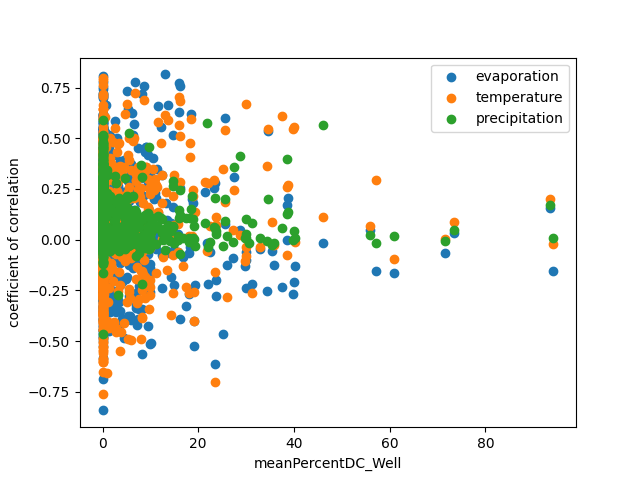 evaporation
temperature
precipitation
0.75
0.50
0.25
0.00
−0.25
−0.50
−0.75
coefficient of correlation
0 20 40 60 80
meanPercentDC_Well